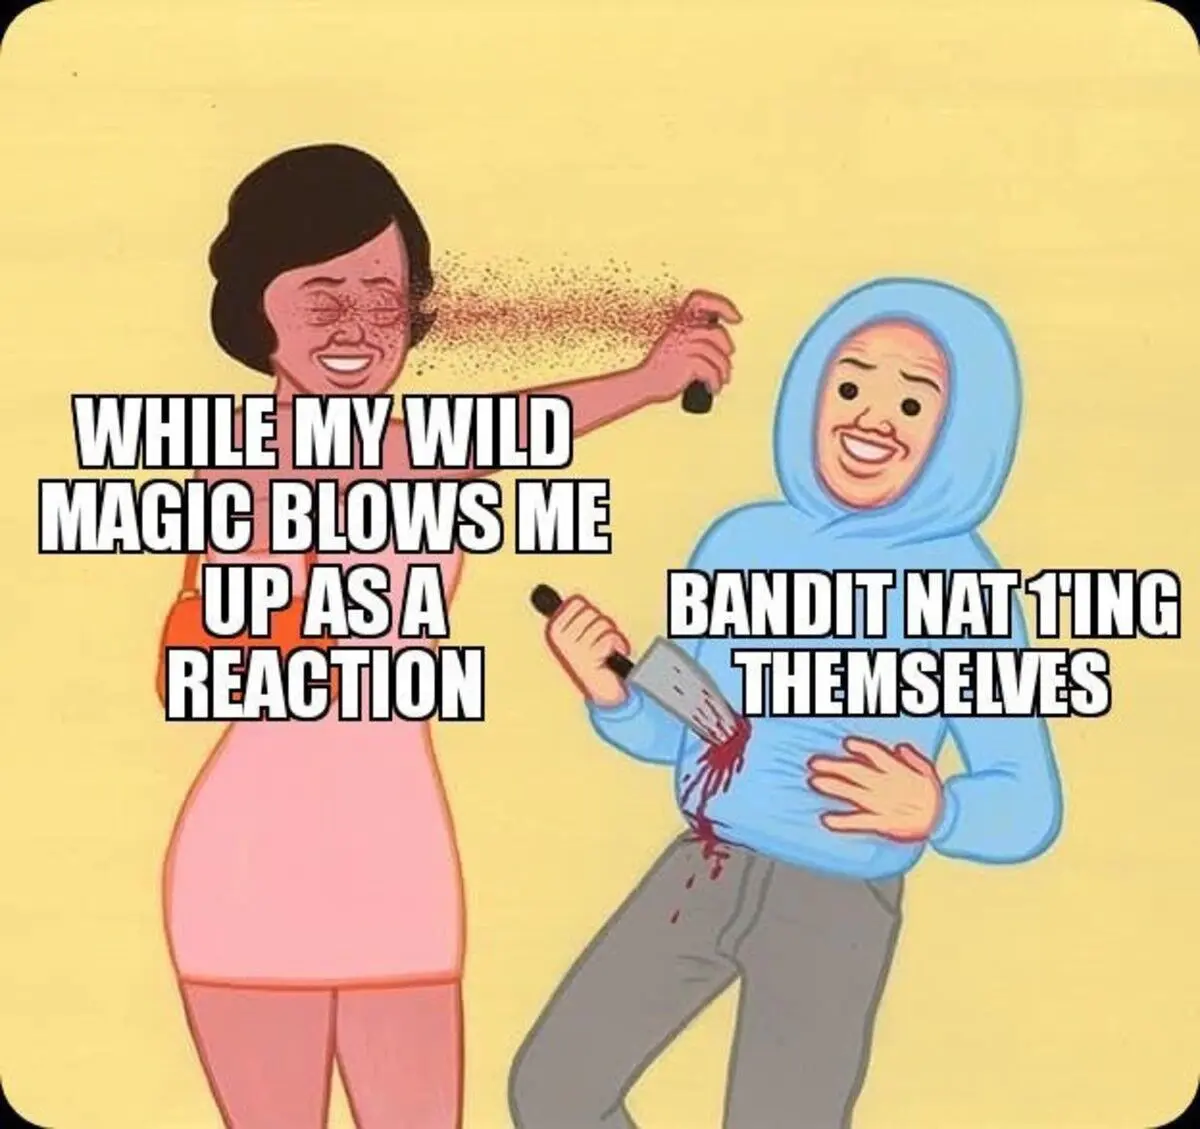 WHILE MY WILD
MAGIC BLOWS ME
UP AS A
REACTION
BANDIT NAT 1'ING
THEMSELVES